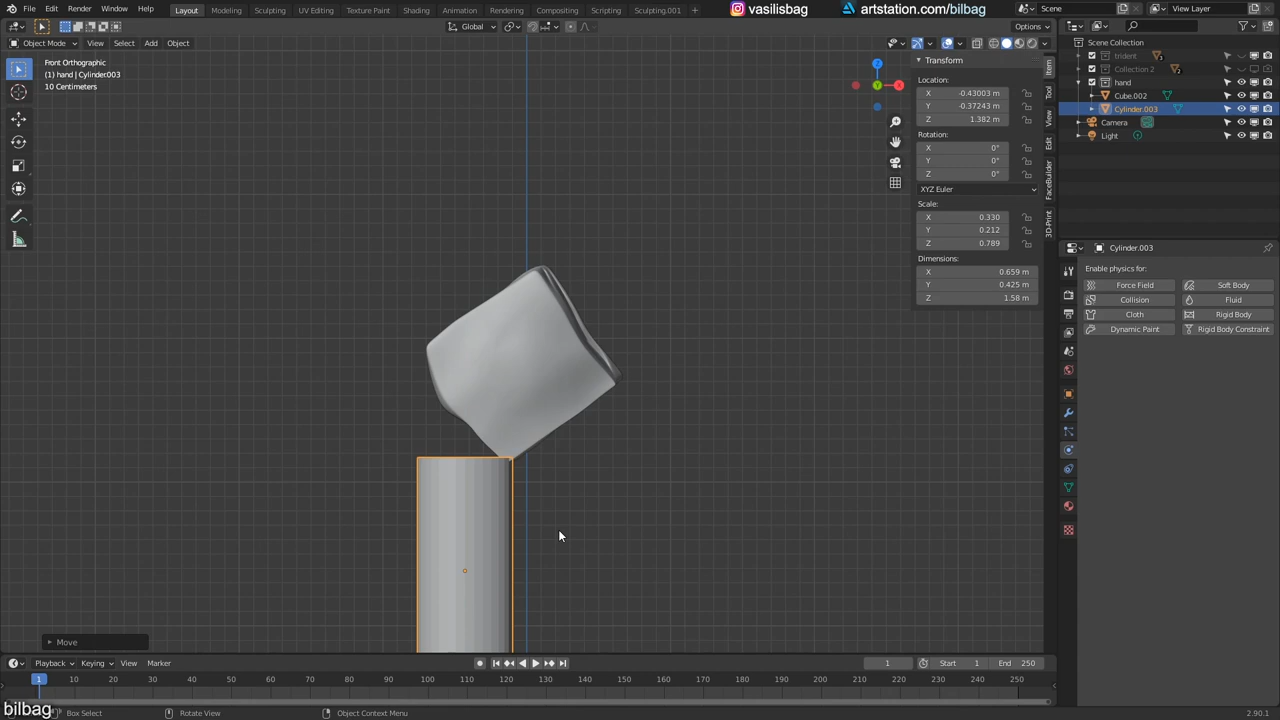 File Edit Render Window Help Layout Modeling Sculpting UV Editing Texture Paint Shading Animation Rendering Compositing Scripting Sculpting.001 + @vasilisbag artstation.com/bilbag Scene View Layer
Global Options
Object Mode View Select Add Object
Front Orthographic
(1) hand | Cylinder.003
10 Centimeters
Z
X
Y
Transform
Location:
X -0.43003 m
Y -0.37243 m
Z 1.382 m
Rotation:
X 0°
Y 0°
Z 0°
XYZ Euler
Scale:
X 0.330
Y 0.212
Z 0.789
Dimensions:
X 0.659 m
Y 0.425 m
Z 1.58 m
Item
Tool
View
Edit
FaceBuilder
3D-Print
Scene Collection
trident
Collection 2
hand
Cube.002
Cylinder.003
Camera
Light
Cylinder.003
Enable physics for:
Force Field Soft Body
Collision Fluid
Cloth Rigid Body
Dynamic Paint Rigid Body Constraint
Move
Playback Keying View Marker 1 Start 1 End 250
1 10 20 30 40 50 60 70 80 90 100 110 120 130 140 150 160 170 180 190 200 210 220 230 240 250
bilbag Box Select Rotate View Object Context Menu 2.90.1